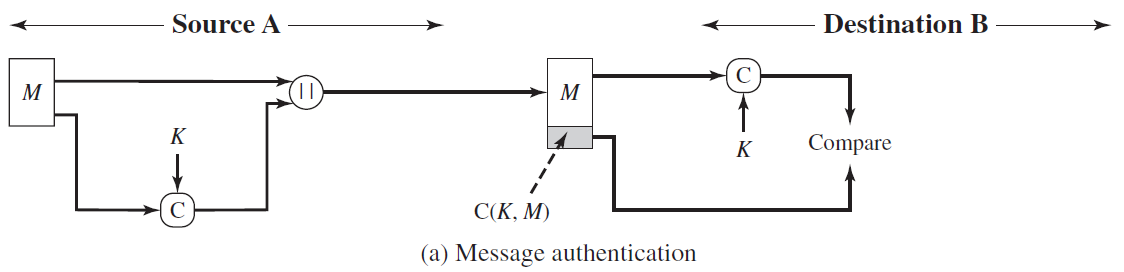 Source A
Destination B
M
||
M
C
K
K
Compare
C
C(K, M)
(a) Message authentication